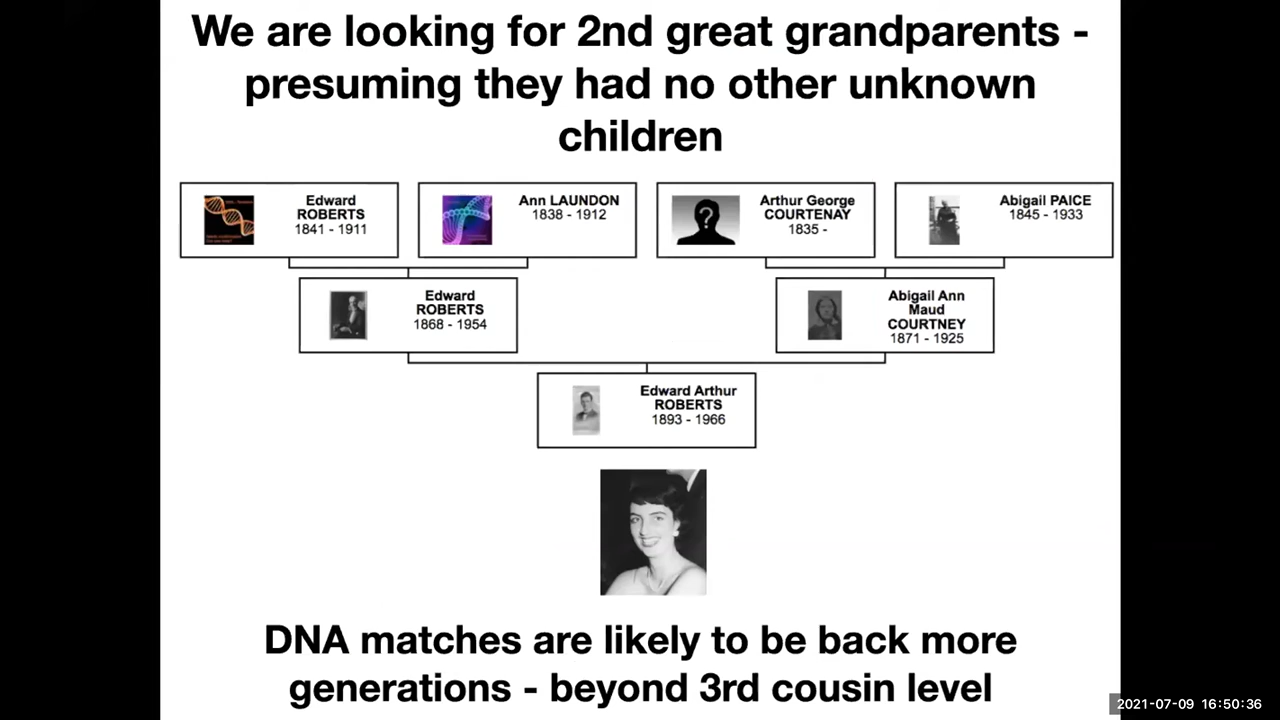 We are looking for 2nd great grandparents -
presuming they had no other unknown
children
Edward
ROBERTS
1841 - 1911
Ann LAUNDON
1838 - 1912
Arthur George
COURTENAY
1835 -
Abigail PAICE
1845 - 1933
Edward
ROBERTS
1868 - 1954
Abigail Ann
Maud
COURTNEY
1871 - 1925
Edward Arthur
ROBERTS
1893 - 1966
DNA matches are likely to be back more
generations - beyond 3rd cousin level
2021-07-09 16:50:36